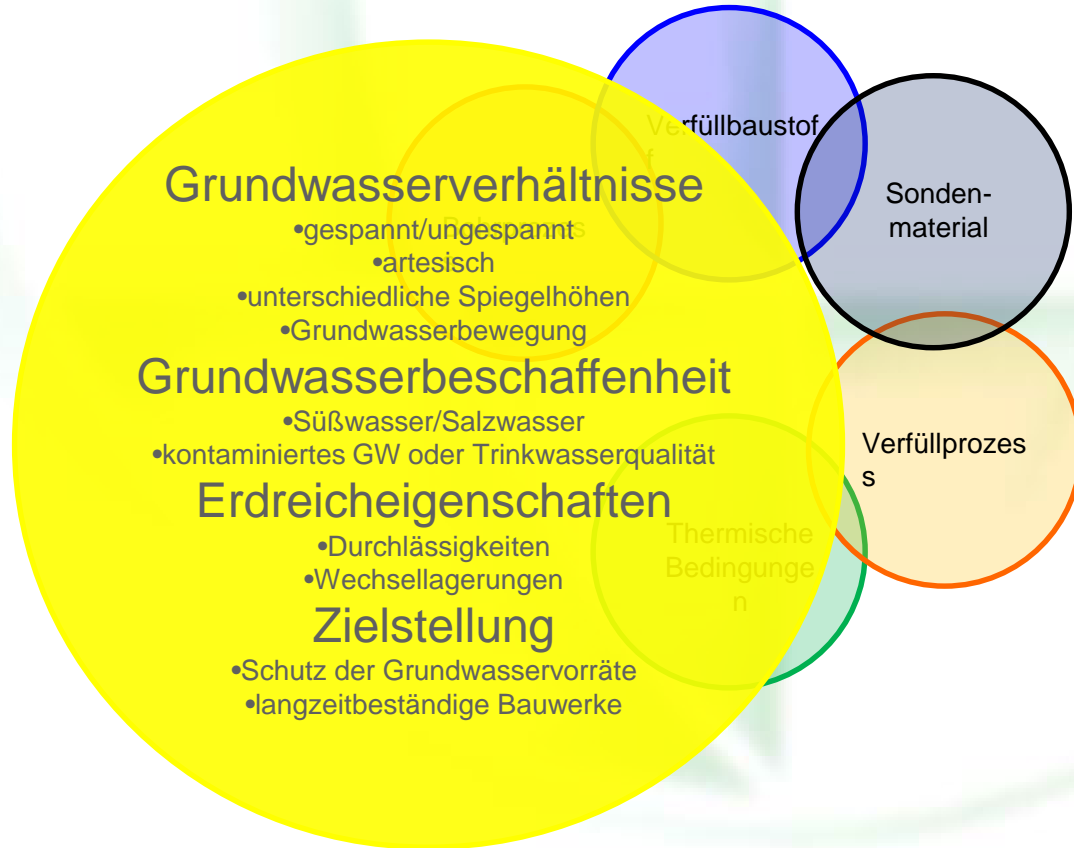 Grundwasserverhältnisse
•gespannt/ungespannt
•artesisch
•unterschiedliche Spiegelhöhen
•Grundwasserbewegung
Grundwasserbeschaffenheit
•Süßwasser/Salzwasser
•kontaminiertes GW oder Trinkwasserqualität
Erdreicheigenschaften
•Durchlässigkeiten
•Wechsellagerungen
Zielstellung
•Schutz der Grundwasservorräte
•langzeitbeständige Bauwerke
Verfüllbaustof
f
Sonden-
material
Verfüllprozes
s
Thermische
Bedingunge
n